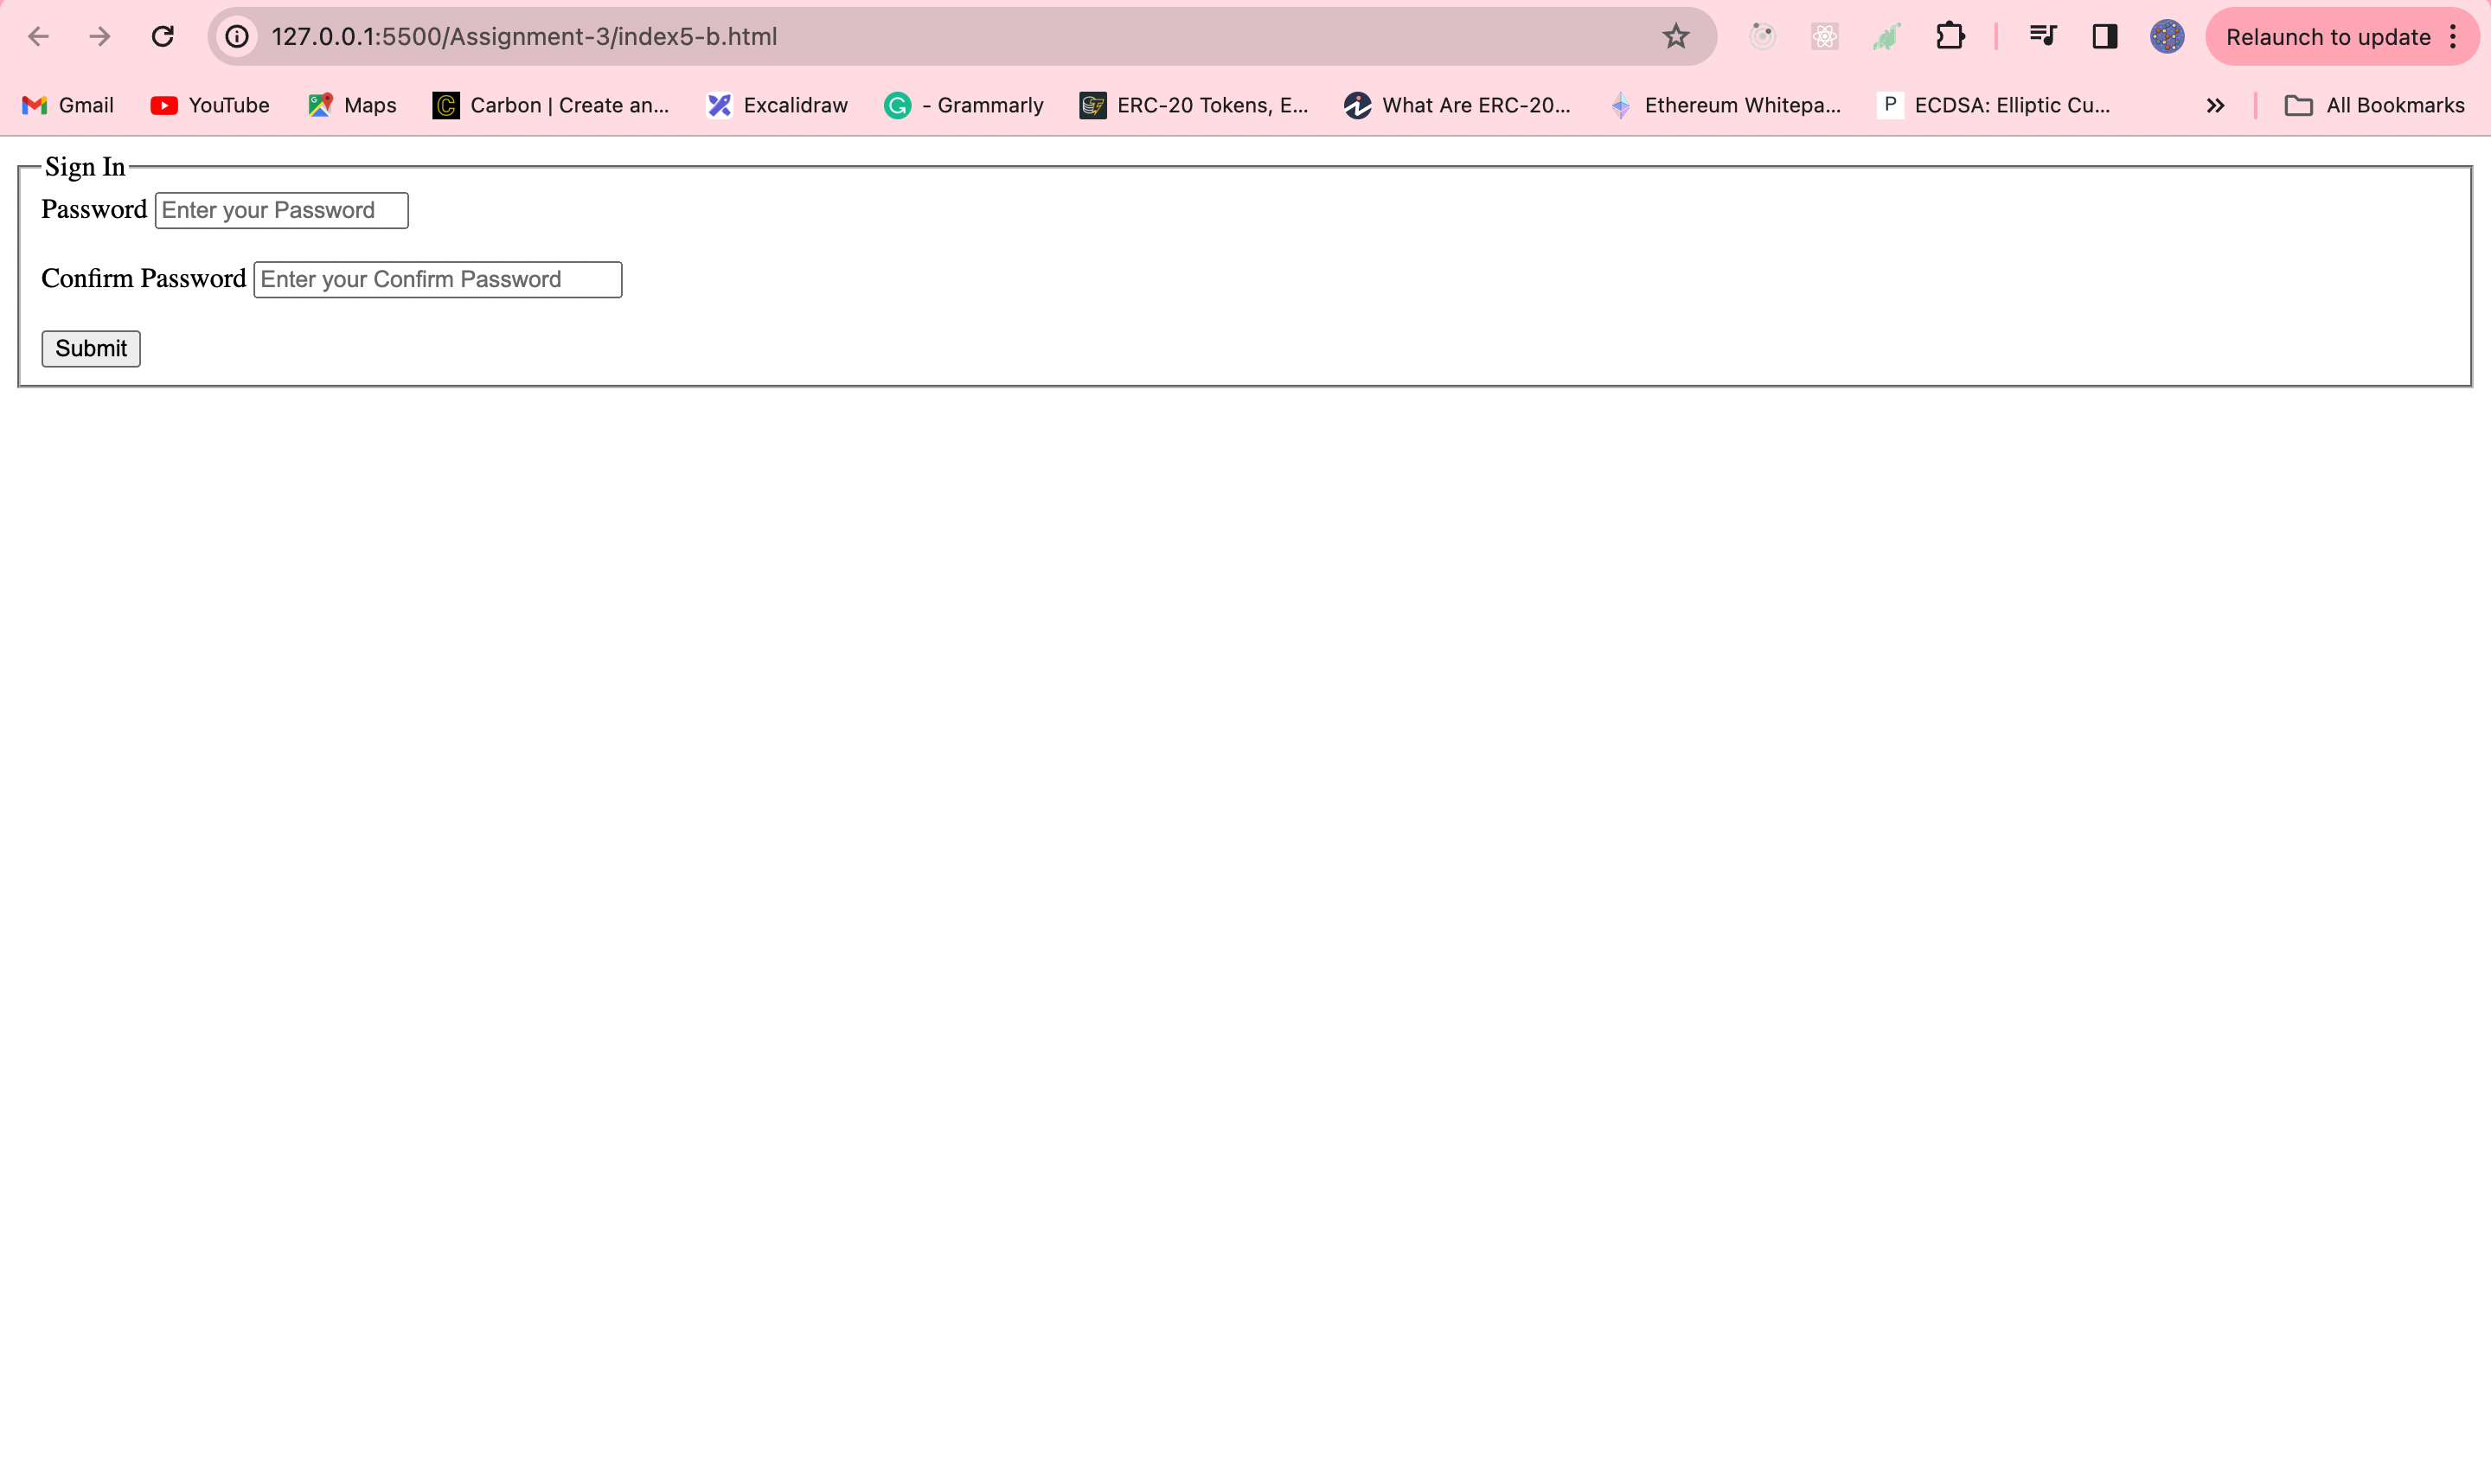 127.0.0.1:5500/Assignment-3/index5-b.html Relaunch to update
Gmail YouTube Maps Carbon | Create an... Excalidraw - Grammarly ERC-20 Tokens, E... What Are ERC-20... Ethereum Whitepa... P ECDSA: Elliptic Cu... » All Bookmarks
Sign In
Password Enter your Password
Confirm Password Enter your Confirm Password
Submit